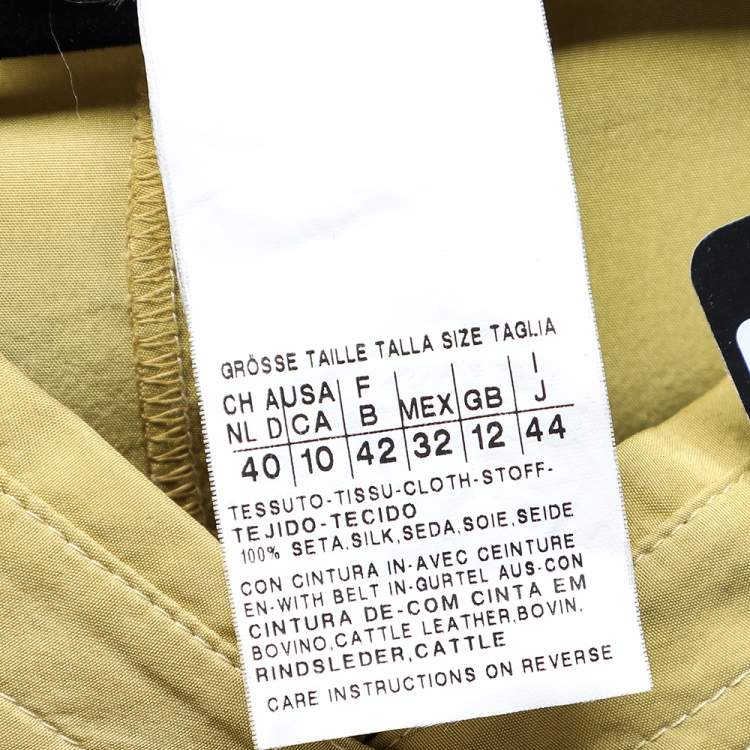 GRÖSSE TAILLE TALLA SIZE TAGLIA
CH A USA F MEX GB I
NL D CA B J
40 10 42 32 12 44
TESSUTO-TISSU-CLOTH-STOFF-
TEJIDO-TECIDO
100% SETA,SILK,SEDA,SOIE,SEIDE
CON CINTURA IN-AVEC CEINTURE
EN-WITH BELT IN-GURTEL AUS-CON
CINTURA DE-COM CINTA EM
BOVINO,CATTLE LEATHER,BOVIN,
RINDSLEDER,CATTLE
CARE INSTRUCTIONS ON REVERSE